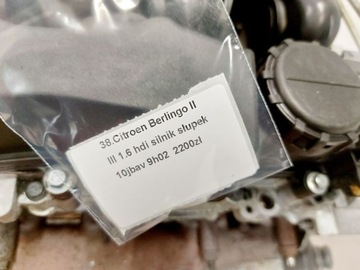 38.Citroen Berlingo II
III 1.6 hdi silnik słupek
10jbav 9h02 2200zł